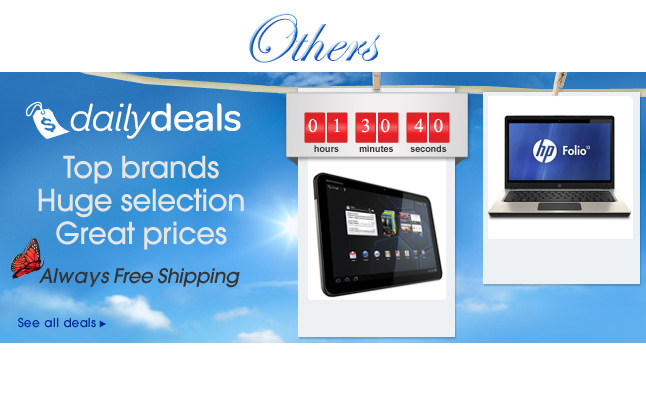 Others
dailydeals
Top brands
Huge selection
Great prices
Always Free Shipping
See all deals
01 30 40
hours minutes seconds
hp Folio13